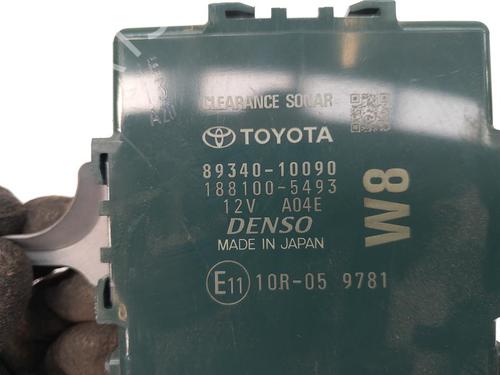 CLEARANCE SONAR
TOYOTA
89340-10090
188100-5493
12V A04E
DENSO
MADE IN JAPAN
E11 10R-05 9781
W8